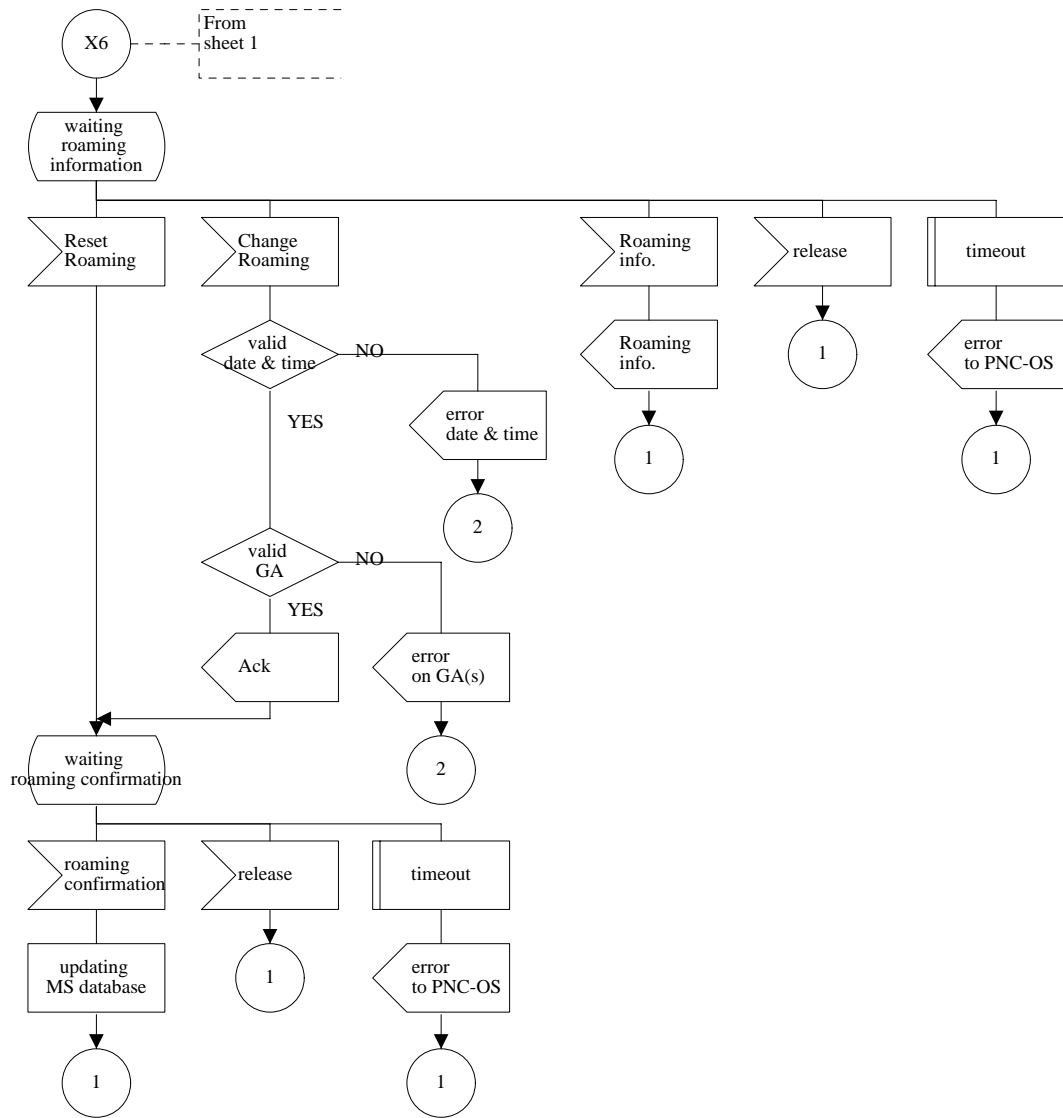 X6
From
sheet 1
waiting
roaming
information
Reset
Roaming
Change
Roaming
Roaming
info.
release
timeout
valid
date & time
NO
Roaming
info.
1
error
to PNC-OS
YES
error
date & time
1
1
2
valid
GA
NO
YES
Ack
error
on GA(s)
waiting
roaming confirmation
2
roaming
confirmation
release
timeout
updating
MS database
1
error
to PNC-OS
1
1